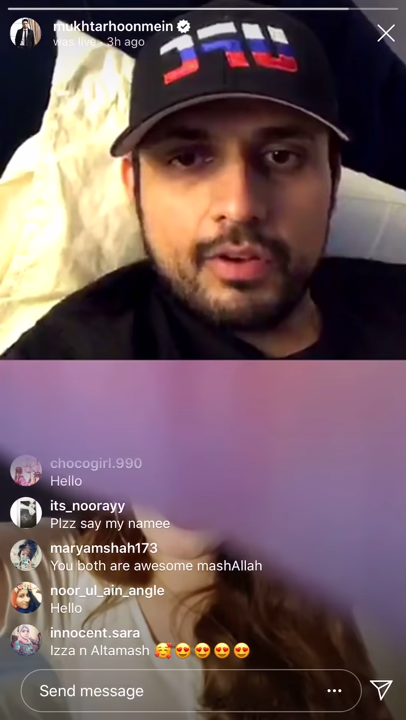 mukhtarhoonmein
was live · 3h ago
chocogirl.990
Hello
its_noorayy
Plzz say my namee
maryamshah173
You both are awesome mashAllah
noor_ul_ain_angle
Hello
innocent.sara
Izza n Altamash 🥰😍😍😍😍
Send message